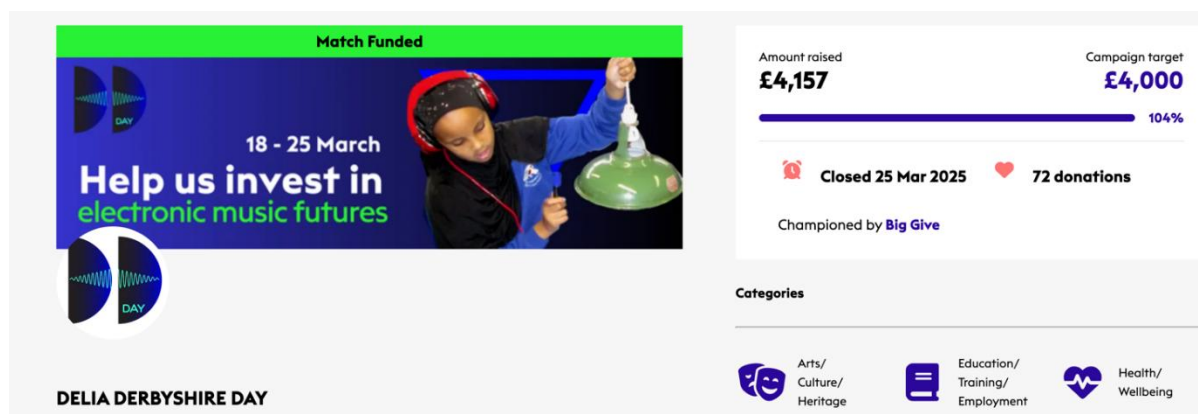 Match Funded
DAY
18 - 25 March
Help us invest in
electronic music futures
DAY
DELIA DERBYSHIRE DAY
Amount raised
£4,157
Campaign target
£4,000
104%
Closed 25 Mar 2025
72 donations
Championed by Big Give
Categories
Arts/
Culture/
Heritage
Education/
Training/
Employment
Health/
Wellbeing